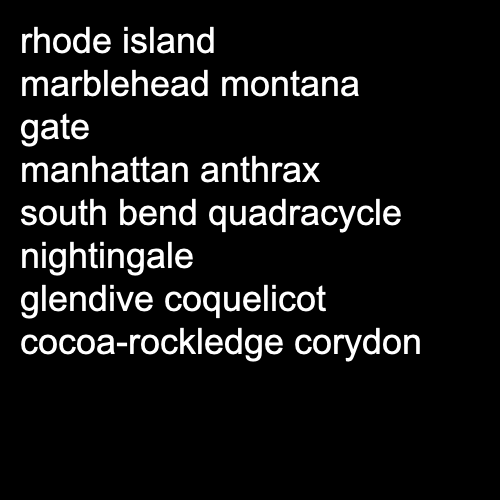 rhode island
marblehead montana
gate
manhattan anthrax
south bend quadracycle
nightingale
glendive coquelicot
cocoa-rockledge corydon